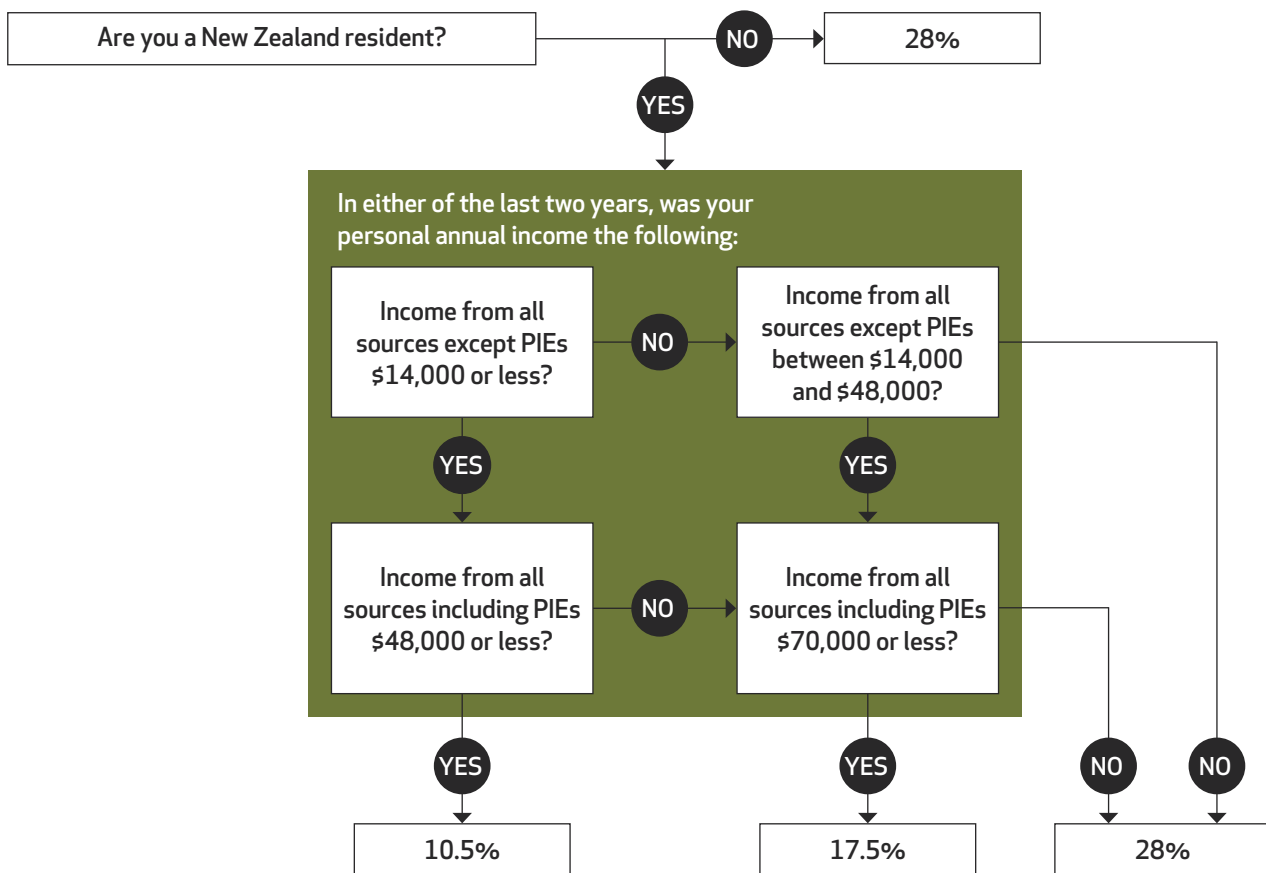 Are you a New Zealand resident?
NO
28%
YES
In either of the last two years, was your
personal annual income the following:
Income from all
sources except PIEs
$14,000 or less?
NO
Income from all
sources except PIEs
between $14,000
and $48,000?
YES
YES
Income from all
sources including PIEs
$48,000 or less?
NO
Income from all
sources including PIEs
$70,000 or less?
YES
YES
NO
NO
10.5%
17.5%
28%